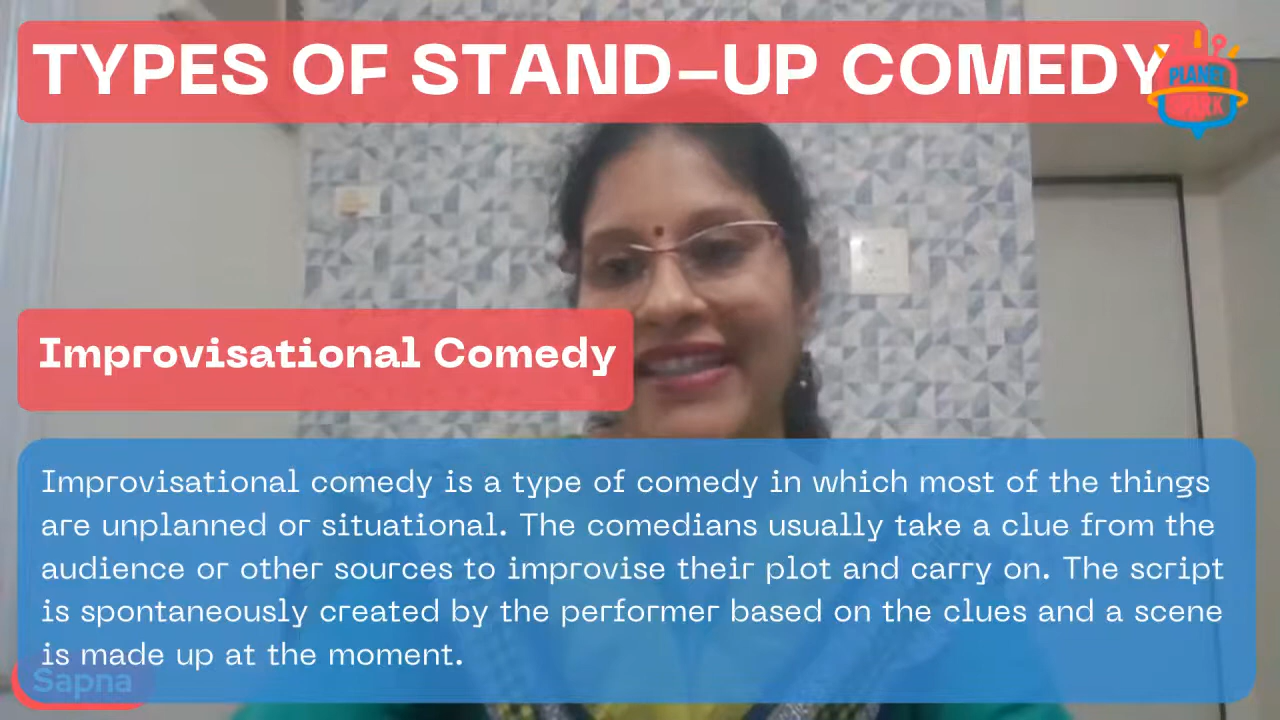 TYPES OF STAND-UP COMEDY
PLANET
SPARK
Improvisational Comedy
Improvisational comedy is a type of comedy in which most of the things
are unplanned or situational. The comedians usually take a clue from the
audience or other sources to improvise their plot and carry on. The script
is spontaneously created by the performer based on the clues and a scene
is made up at the moment.
Sapna